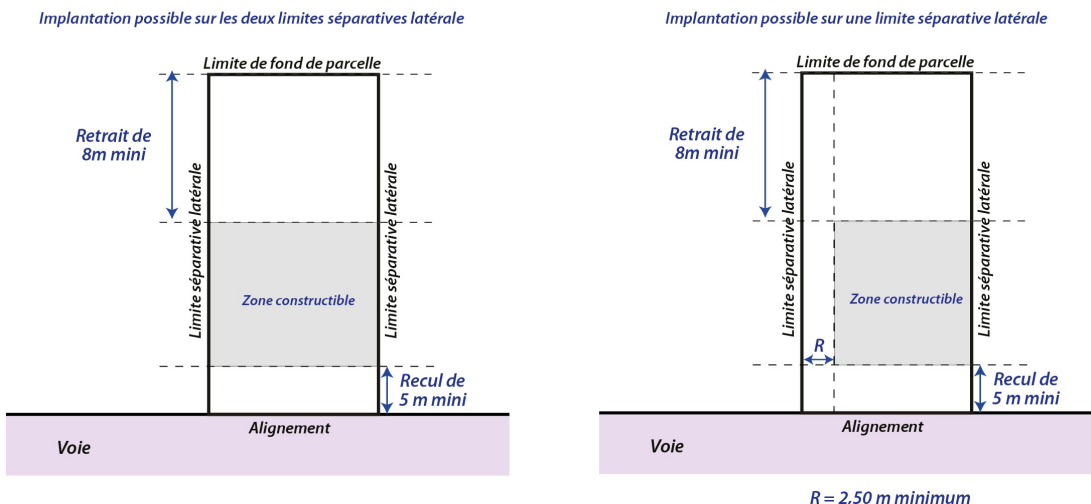 Implantation possible sur les deux limites séparatives latérale
Limite de fond de parcelle
Retrait de
8m mini
Limite séparative latérale
Limite séparative latérale
Zone constructible
Recul de
5 m mini
Alignement
Voie
Implantation possible sur une limite séparative latérale
Limite de fond de parcelle
Retrait de
8m mini
Limite séparative latérale
Limite séparative latérale
Zone constructible
R
Recul de
5 m mini
Alignement
Voie
R = 2,50 m minimum